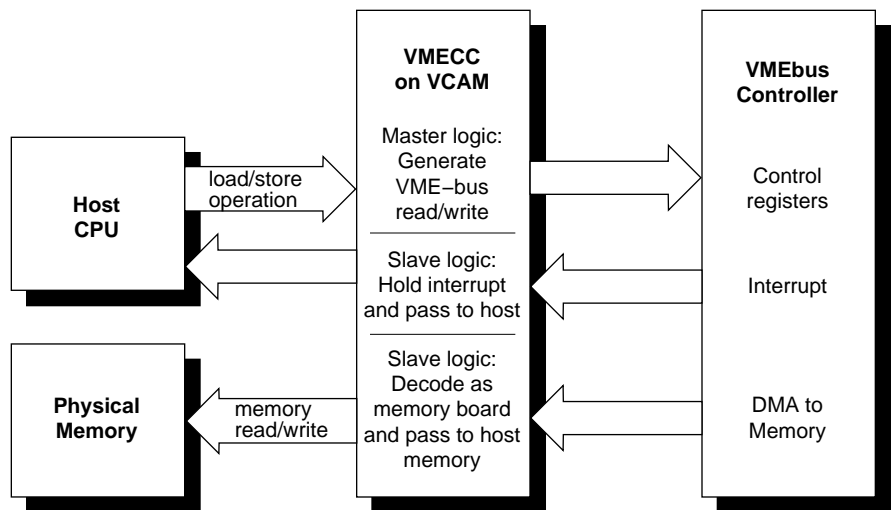 VMECC
on VCAM
VMEbus
Controller
Master logic:
Generate
VME−bus
read/write
load/store
operation
Control
registers
Host
CPU
Slave logic:
Hold interrupt
and pass to host
Interrupt
Slave logic:
Decode as
memory board
and pass to host
memory
Physical
Memory
memory
read/write
DMA to
Memory